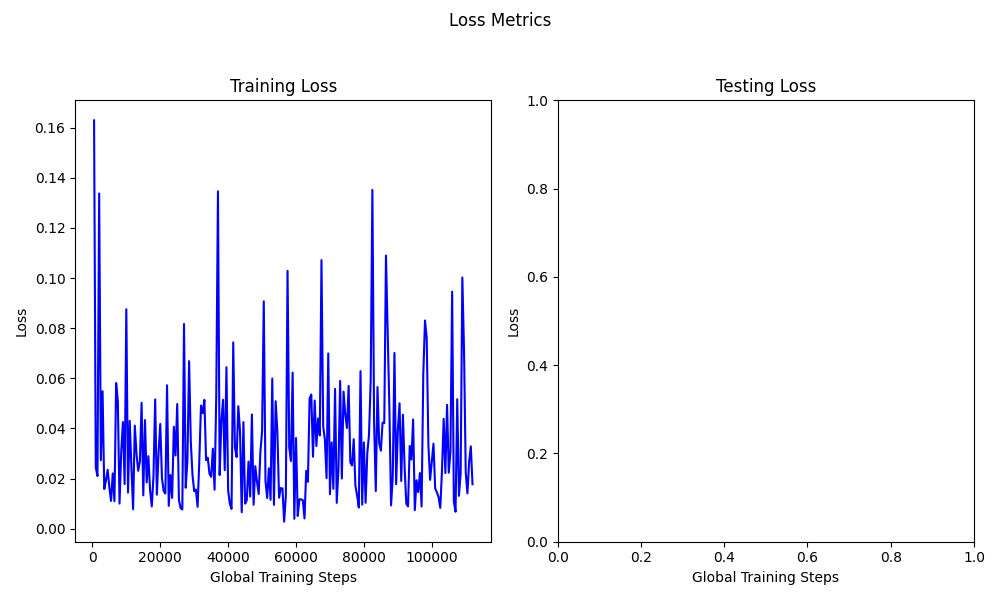 Loss Metrics
Training Loss
Loss
0.16
0.14
0.12
0.10
0.08
0.06
0.04
0.02
0.00
0 20000 40000 60000 80000 100000
Global Training Steps
Testing Loss
Loss
1.0
0.8
0.6
0.4
0.2
0.0
0.0 0.2 0.4 0.6 0.8 1.0
Global Training Steps